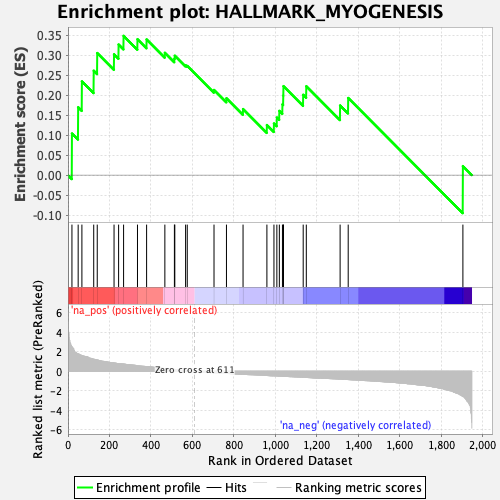 Enrichment plot: HALLMARK_MYOGENESIS
Enrichment score (ES)
0.35
0.30
0.25
0.20
0.15
0.10
0.05
0.00
-0.05
-0.10
'na_pos' (positively correlated)
Ranked list metric (PreRanked)
6
4
2
0
-2
-4
-6
Zero cross at 611
'na_neg' (negatively correlated)
0 200 400 600 800 1,000 1,200 1,400 1,600 1,800 2,000
Rank in Ordered Dataset
Enrichment profile Hits Ranking metric scores